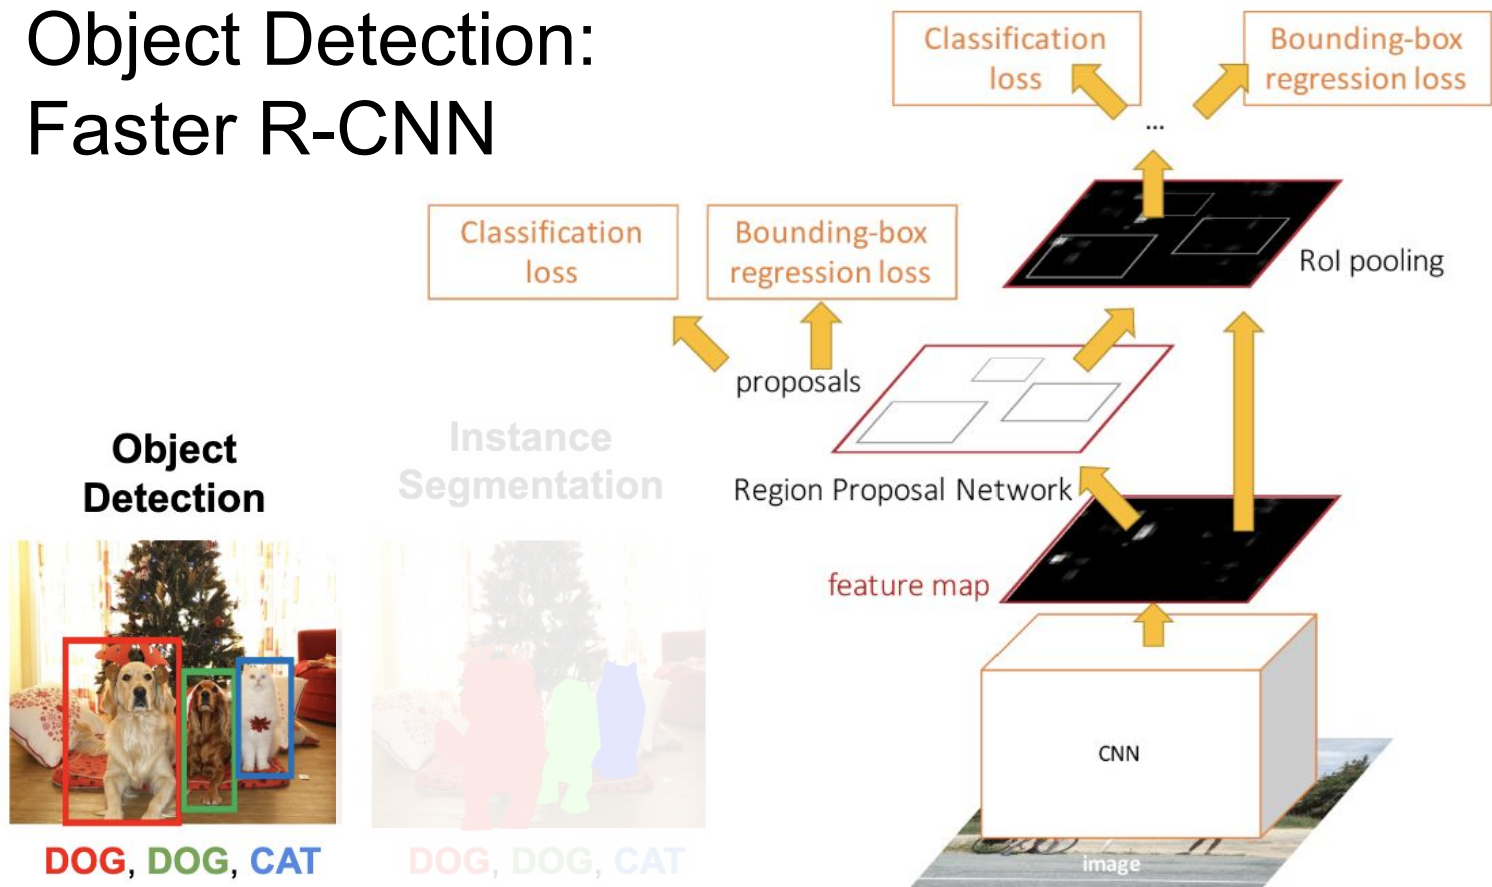 Object Detection:
Faster R-CNN
Classification
loss
Bounding-box
regression loss
...
RoI pooling
Classification
loss
Bounding-box
regression loss
proposals
Region Proposal Network
feature map
CNN
image
Object
Detection
DOG, DOG, CAT
Instance
Segmentation
DOG, DOG, CAT